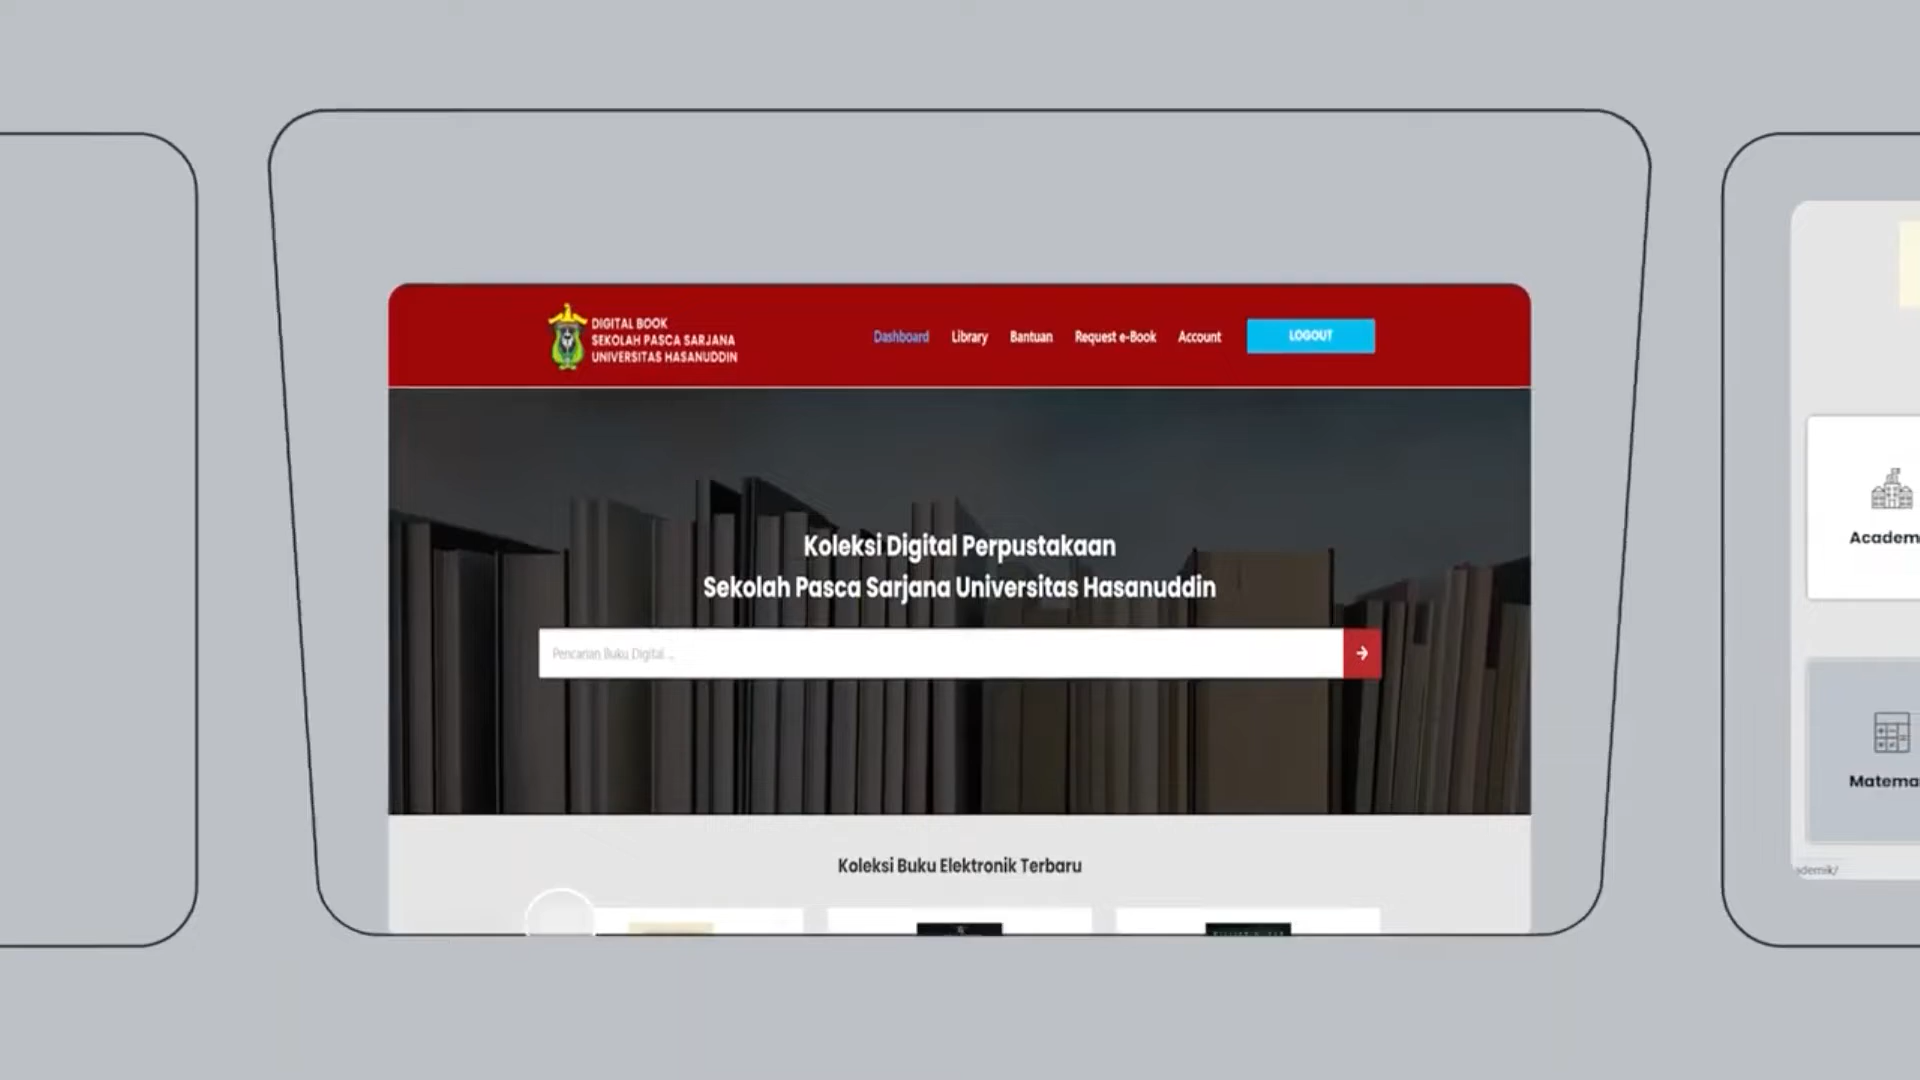 DIGITAL BOOK
SEKOLAH PASCA SARJANA
UNIVERSITAS HASANUDDIN
Dashboard Library Bantuan Request e-Book Account LOGOUT
Koleksi Digital Perpustakaan
Sekolah Pasca Sarjana Universitas Hasanuddin
Pencarian Buku Digital ...
Koleksi Buku Elektronik Terbaru
Academ
Matema
ademik/